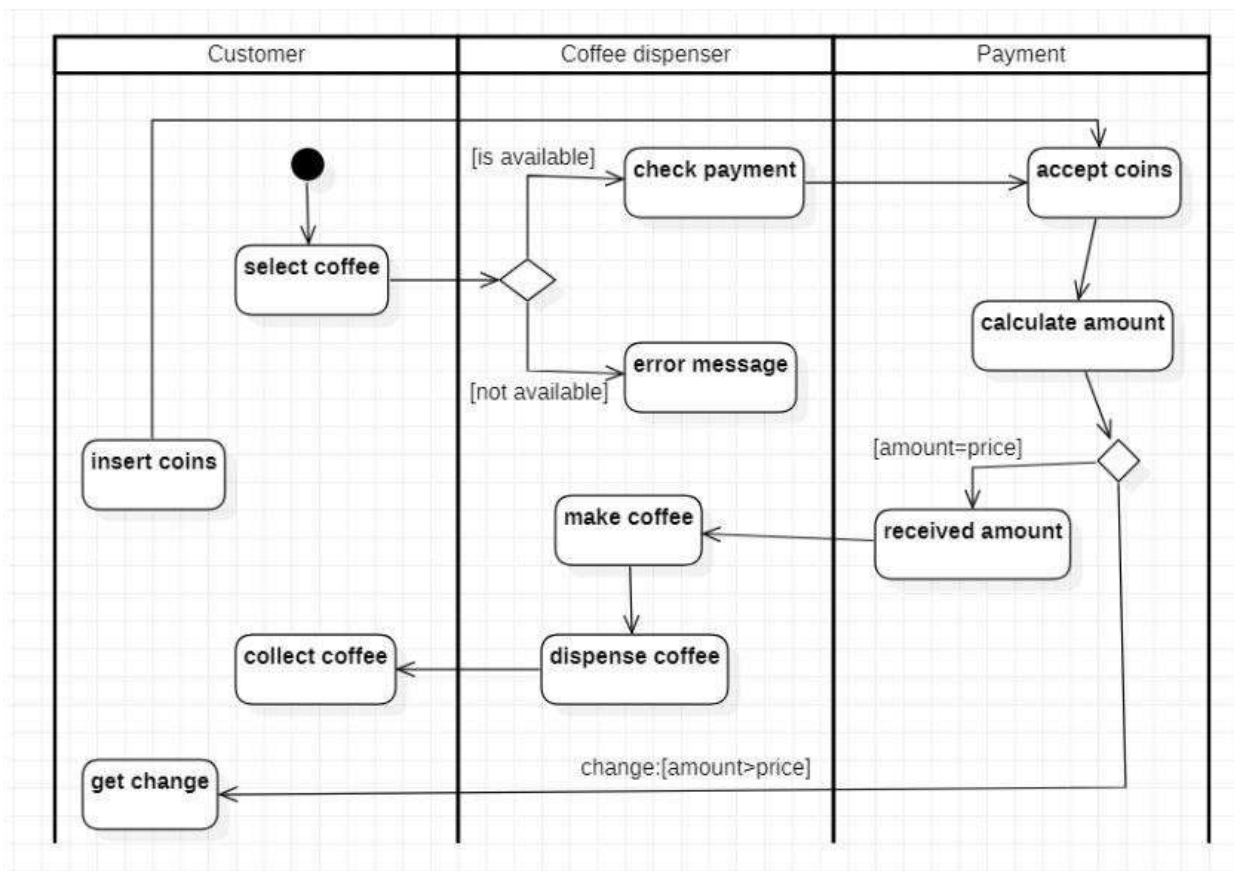 Customer
Coffee dispenser
Payment
[is available]
check payment
accept coins
select coffee
calculate amount
error message
[not available]
insert coins
[amount=price]
make coffee
received amount
collect coffee
dispense coffee
change:[amount>price]
get change